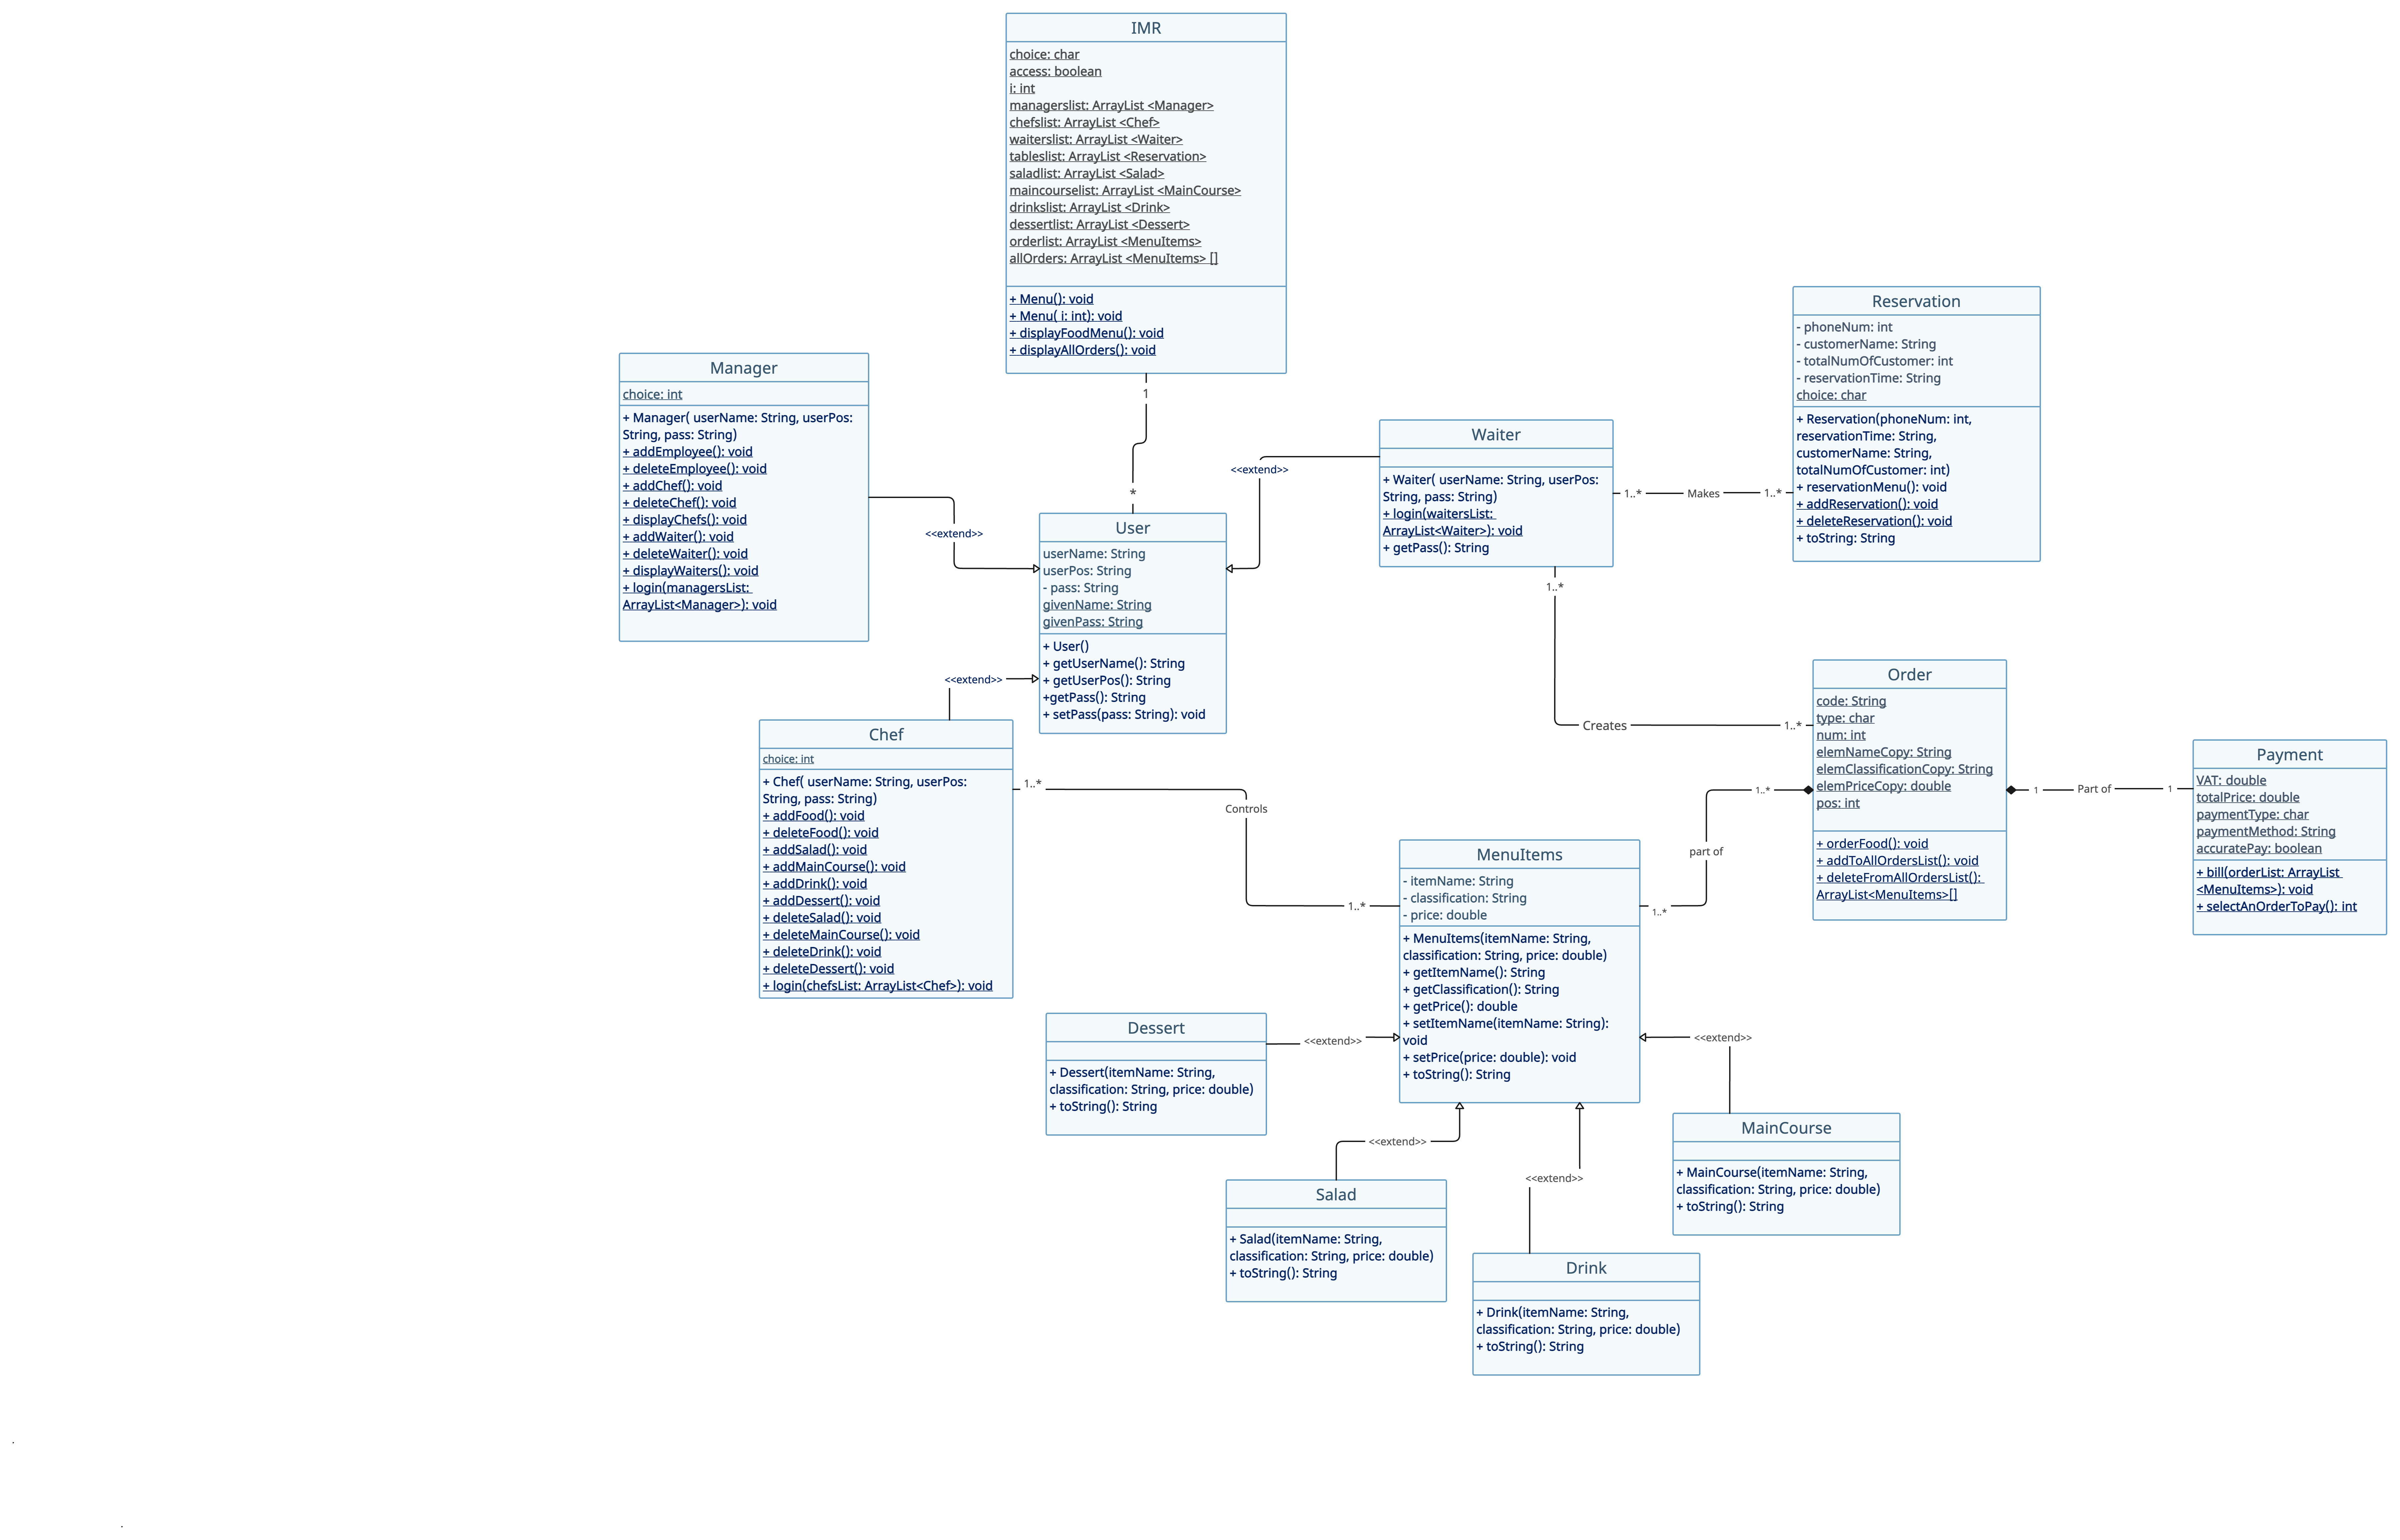 IMR
choice: char
access: boolean
i: int
managerslist: ArrayList <Manager>
chefslist: ArrayList <Chef>
waiterslist: ArrayList <Waiter>
tableslist: ArrayList <Reservation>
saladlist: ArrayList <Salad>
maincourselist: ArrayList <MainCourse>
drinkslist: ArrayList <Drink>
dessertlist: ArrayList <Dessert>
orderlist: ArrayList <MenuItems>
allOrders: ArrayList <MenuItems> []
+ Menu(): void
+ Menu( i: int): void
+ displayFoodMenu(): void
+ displayAllOrders(): void
1
*
Manager
choice: int
+ Manager( userName: String, userPos:
String, pass: String)
+ addEmployee(): void
+ deleteEmployee(): void
+ addChef(): void
+ deleteChef(): void
+ displayChefs(): void
+ addWaiter(): void
+ deleteWaiter(): void
+ displayWaiters(): void
+ login(managersList:
ArrayList<Manager>): void
<<extend>>
User
userName: String
userPos: String
- pass: String
givenName: String
givenPass: String
+ User()
+ getUserName(): String
+ getUserPos(): String
+getPass(): String
+ setPass(pass: String): void
<<extend>>
Waiter
+ Waiter( userName: String, userPos:
String, pass: String)
+ login(waitersList:
ArrayList<Waiter>): void
+ getPass(): String
1..*
Makes
1..*
Reservation
- phoneNum: int
- customerName: String
- totalNumOfCustomer: int
- reservationTime: String
choice: char
+ Reservation(phoneNum: int,
reservationTime: String,
customerName: String,
totalNumOfCustomer: int)
+ reservationMenu(): void
+ addReservation(): void
+ deleteReservation(): void
+ toString: String
1..*
Creates
1..*
<<extend>>
Chef
choice: int
+ Chef( userName: String, userPos:
String, pass: String)
+ addFood(): void
+ deleteFood(): void
+ addSalad(): void
+ addMainCourse(): void
+ addDrink(): void
+ addDessert(): void
+ deleteSalad(): void
+ deleteMainCourse(): void
+ deleteDrink(): void
+ deleteDessert(): void
+ login(chefsList: ArrayList<Chef>): void
1..*
Controls
1..*
Order
code: String
type: char
num: int
elemNameCopy: String
elemClassificationCopy: String
elemPriceCopy: double
pos: int
+ orderFood(): void
+ addToAllOrdersList(): void
+ deleteFromAllOrdersList():
ArrayList<MenuItems>[]
1
Part of
1
Payment
VAT: double
totalPrice: double
paymentType: char
paymentMethod: String
accuratePay: boolean
+ bill(orderList: ArrayList
<MenuItems>): void
+ selectAnOrderToPay(): int
1..*
part of
1..*
MenuItems
- itemName: String
- classification: String
- price: double
+ MenuItems(itemName: String,
classification: String, price: double)
+ getItemName(): String
+ getClassification(): String
+ getPrice(): double
+ setItemName(itemName: String):
void
+ setPrice(price: double): void
+ toString(): String
Dessert
+ Dessert(itemName: String,
classification: String, price: double)
+ toString(): String
<<extend>>
<<extend>>
MainCourse
+ MainCourse(itemName: String,
classification: String, price: double)
+ toString(): String
<<extend>>
Salad
+ Salad(itemName: String,
classification: String, price: double)
+ toString(): String
<<extend>>
Drink
+ Drink(itemName: String,
classification: String, price: double)
+ toString(): String